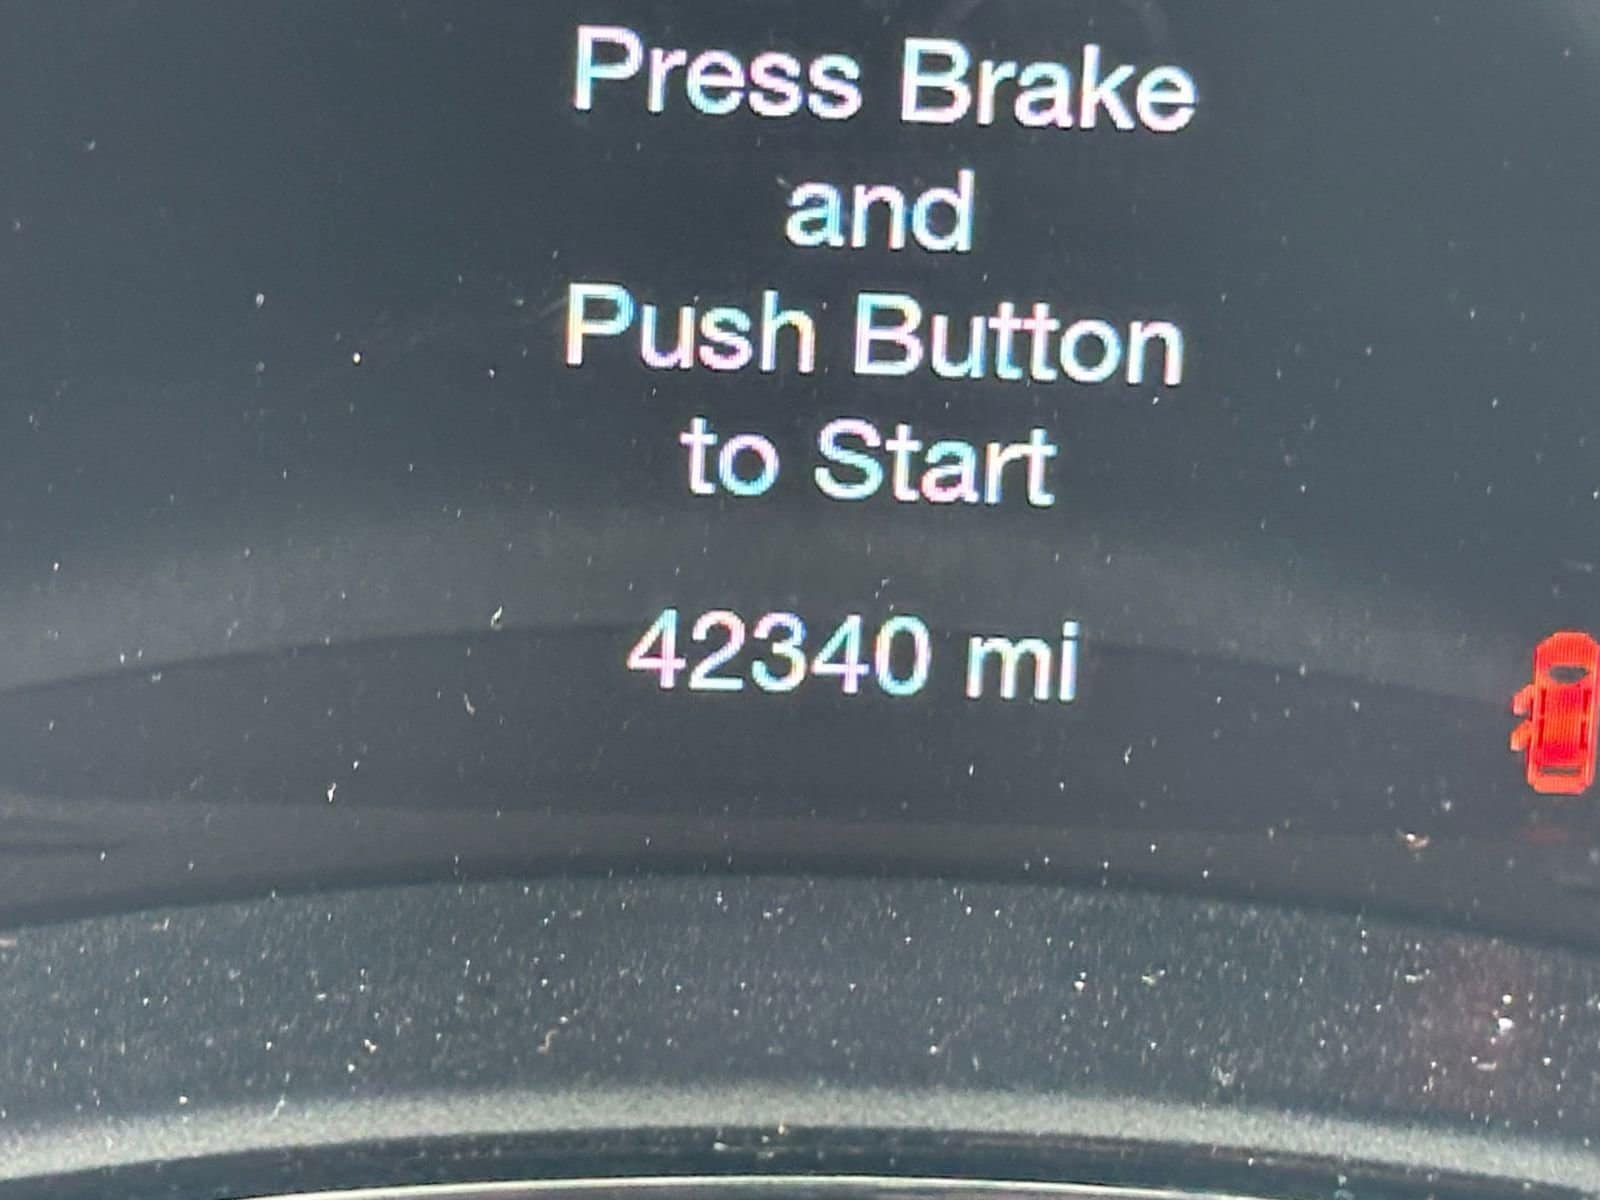 Press Brake
and
Push Button
to Start
42340 mi